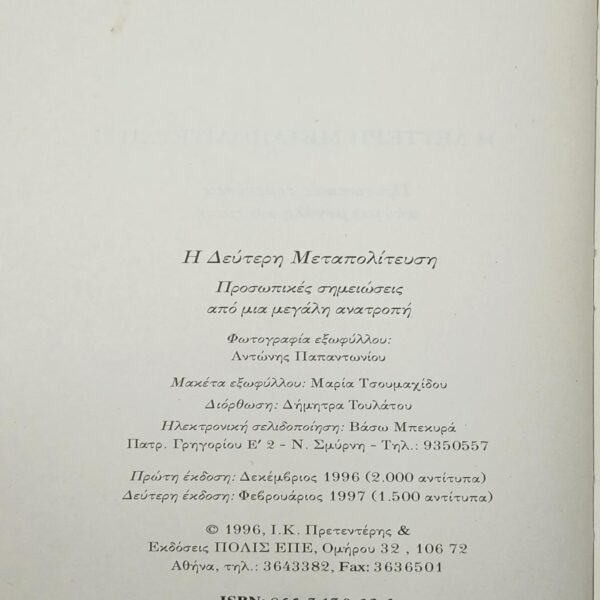 Η Δεύτερη Μεταπολίτευση
Προσωπικές σημειώσεις
από μια μεγάλη ανατροπή
Φωτογραφία εξωφύλλου:
Αντώνης Παπαντωνίου
Μακέτα εξωφύλλου: Μαρία Τσουμαχίδου
Διόρθωση: Δήμητρα Τουλάτου
Ηλεκτρονική σελιδοποίηση: Βάσω Μπεκυρά
Πατρ. Γρηγορίου Ε' 2 – Ν. Σμύρνη – Τηλ.: 9350557
Πρώτη έκδοση: Δεκέμβριος 1996 (2.000 αντίτυπα)
Δεύτερη έκδοση: Φεβρουάριος 1997 (1.500 αντίτυπα)
© 1996, Ι.Κ. Πρετεντέρης &
Εκδόσεις ΠΟΛΙΣ ΕΠΕ, Ομήρου 32 , 106 72
Αθήνα, τηλ.: 3643382, Fax: 3636501
ISBN: